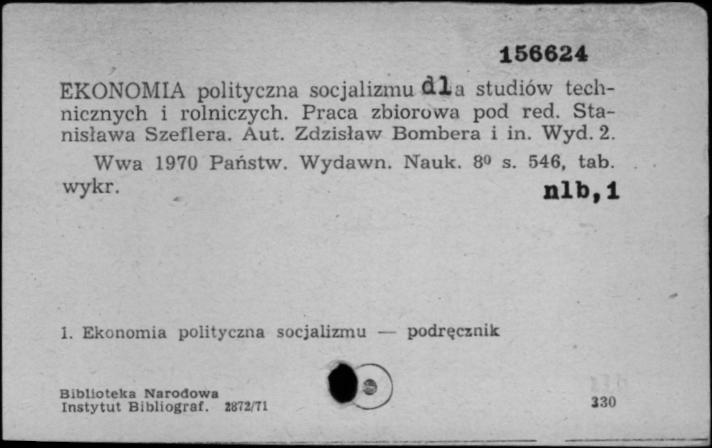 156624
EKONOMIA polityczna socjalizmu dla studiów tech-
nicznych i rolniczych. Praca zbiorowa pod red. Sta-
nisława Szeflera. Aut. Zdzisław Bombera i in. Wyd. 2.
Wwa 1970 Państw. Wydawn. Nauk. 8⁰ s. 546, tab.
wykr. nlb,1
1. Ekonomia polityczna socjalizmu — podręcznik
Biblioteka Narodowa
Instytut Bibliograf. 2872/71 330